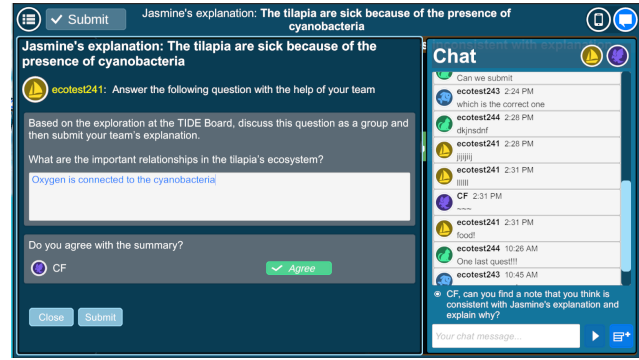 Submit
Jasmine's explanation: The tilapia are sick because of the presence of
cyanobacteria
Jasmine's explanation: The tilapia are sick because of the
presence of cyanobacteria
ecotest241: Answer the following question with the help of your team
Based on the exploration at the TIDE Board, discuss this question as a group and
then submit your team's explanation.
What are the important relationships in the tilapia's ecosystem?
Oxygen is connected to the cyanobacteria
Do you agree with the summary?
CF
Agree
Close Submit
Chat
Can we submit
ecotest243 2:24 PM
which is the correct one
ecotest244 2:28 PM
dkjnsdnf
ecotest241 2:28 PM
ecotest241 2:31 PM
CF 2:31 PM
~~~
ecotest241 2:31 PM
food!
ecotest244 10:26 AM
One last quest!!!
ecotest243 10:45 AM
CF, can you find a note that you think is
consistent with Jasmine's explanation and
explain why?
Your chat message...